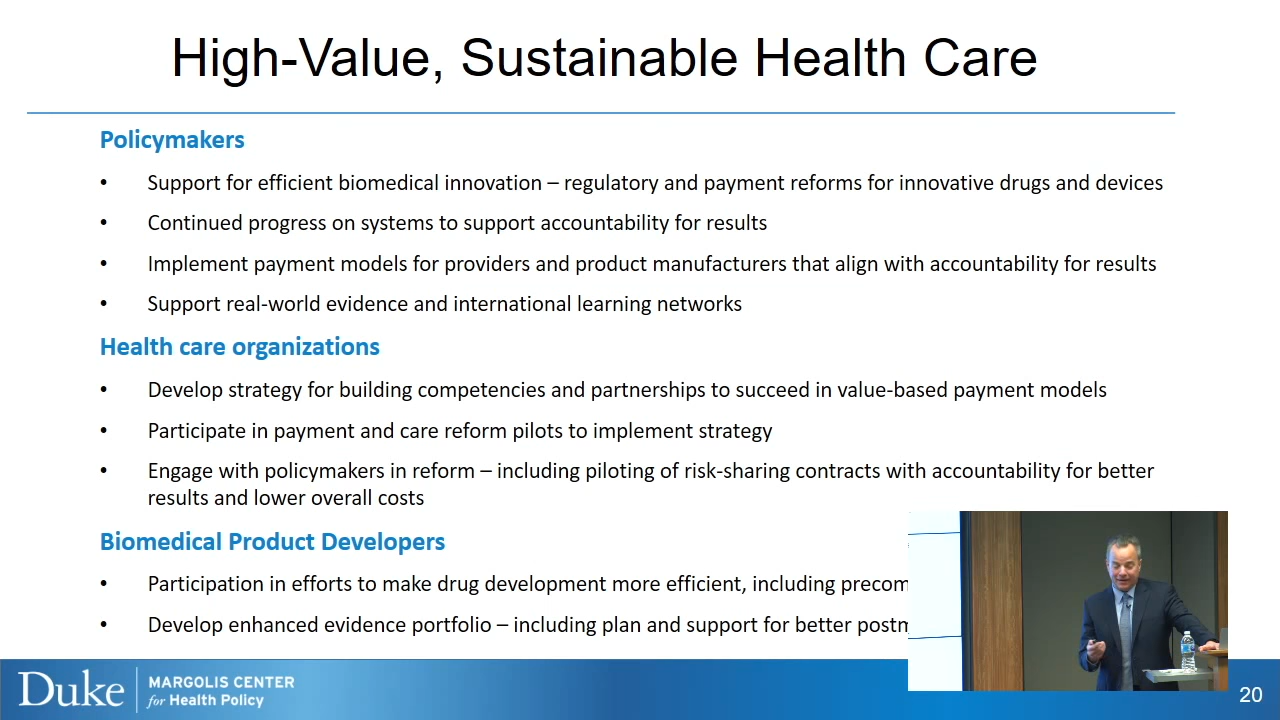 High-Value, Sustainable Health Care
Policymakers
• Support for efficient biomedical innovation – regulatory and payment reforms for innovative drugs and devices
• Continued progress on systems to support accountability for results
• Implement payment models for providers and product manufacturers that align with accountability for results
• Support real-world evidence and international learning networks
Health care organizations
• Develop strategy for building competencies and partnerships to succeed in value-based payment models
• Participate in payment and care reform pilots to implement strategy
• Engage with policymakers in reform – including piloting of risk-sharing contracts with accountability for better
results and lower overall costs
Biomedical Product Developers
• Participation in efforts to make drug development more efficient, including precom
• Develop enhanced evidence portfolio – including plan and support for better postm
Duke
MARGOLIS CENTER
for Health Policy
20